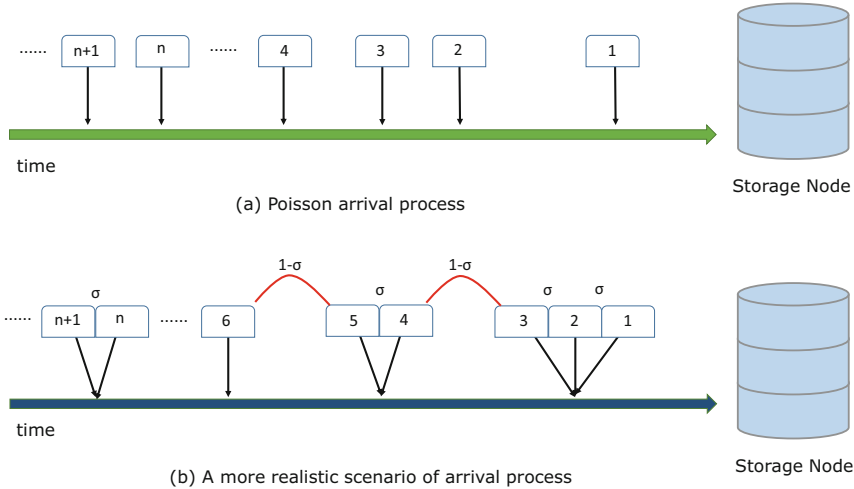 ...... n+1 n ...... 4 3 2 1
time
Storage Node
(a) Poisson arrival process
1-σ 1-σ
σ σ σ σ
...... n+1 n ...... 6 5 4 3 2 1
time
Storage Node
(b) A more realistic scenario of arrival process